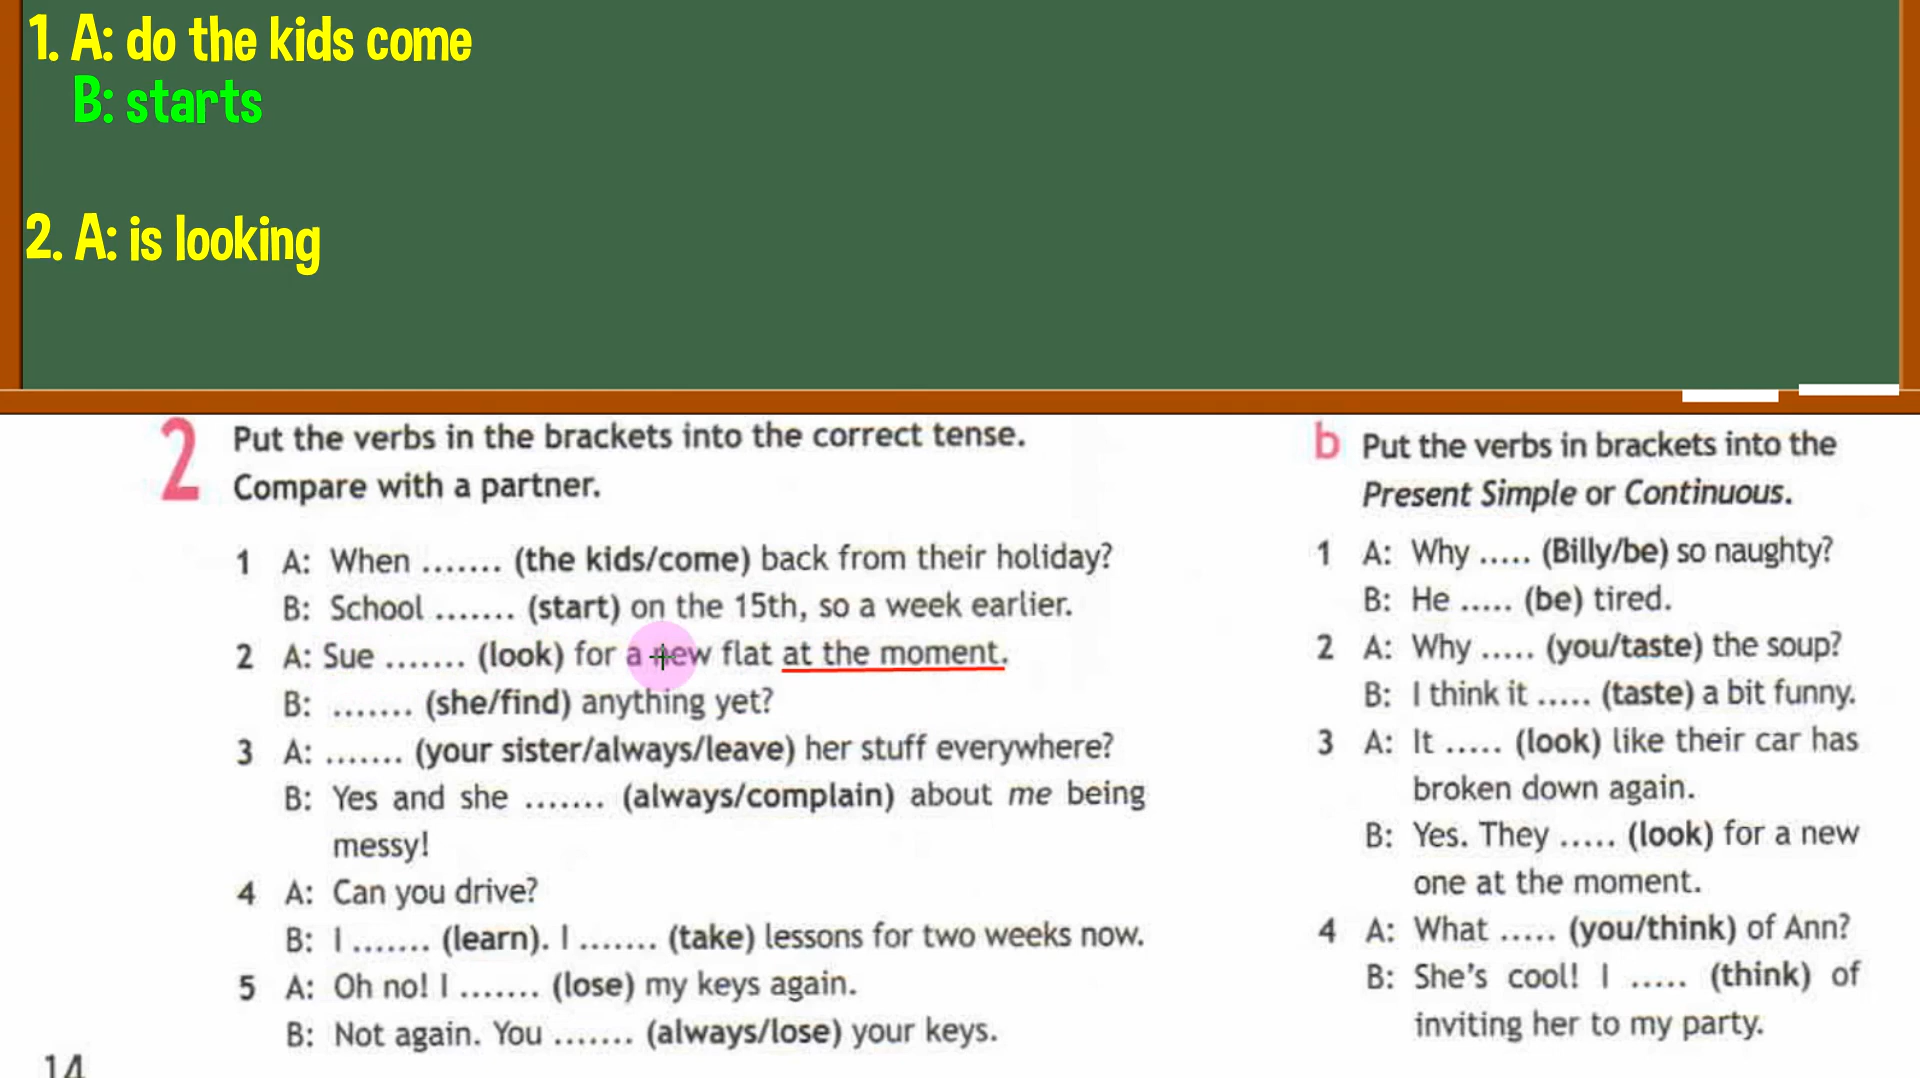 1. A: do the kids come
B: starts
2. A: is looking
2 Put the verbs in the brackets into the correct tense.
Compare with a partner.
1 A: When ....... (the kids/come) back from their holiday?
B: School ....... (start) on the 15th, so a week earlier.
2 A: Sue ....... (look) for a new flat at the moment.
B: ....... (she/find) anything yet?
3 A: ....... (your sister/always/leave) her stuff everywhere?
B: Yes and she ....... (always/complain) about me being
messy!
4 A: Can you drive?
B: I ....... (learn). I ....... (take) lessons for two weeks now.
5 A: Oh no! I ....... (lose) my keys again.
B: Not again. You ....... (always/lose) your keys.
14
b Put the verbs in brackets into the
Present Simple or Continuous.
1 A: Why ..... (Billy/be) so naughty?
B: He ..... (be) tired.
2 A: Why ..... (you/taste) the soup?
B: I think it ..... (taste) a bit funny.
3 A: It ..... (look) like their car has
broken down again.
B: Yes. They ..... (look) for a new
one at the moment.
4 A: What ..... (you/think) of Ann?
B: She's cool! I ..... (think) of
inviting her to my party.